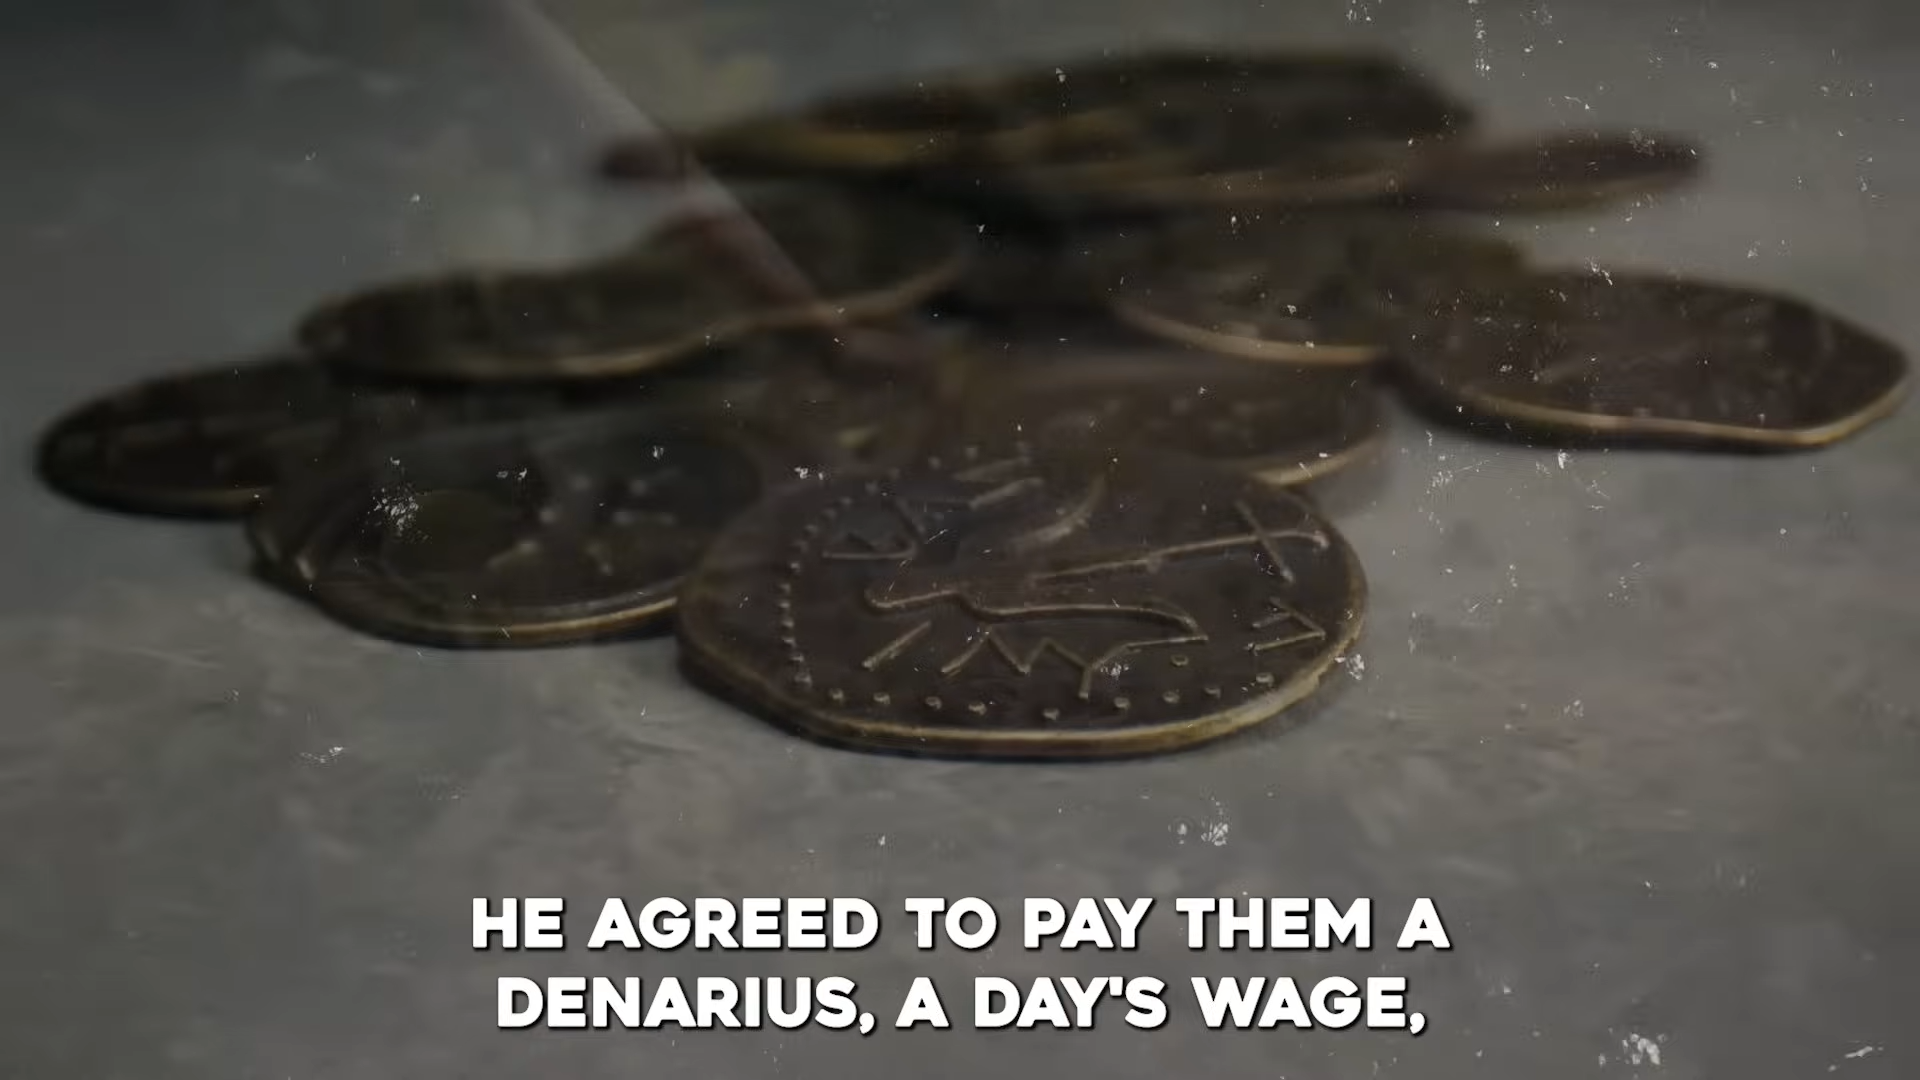 HE AGREED TO PAY THEM A
DENARIUS, A DAY'S WAGE,